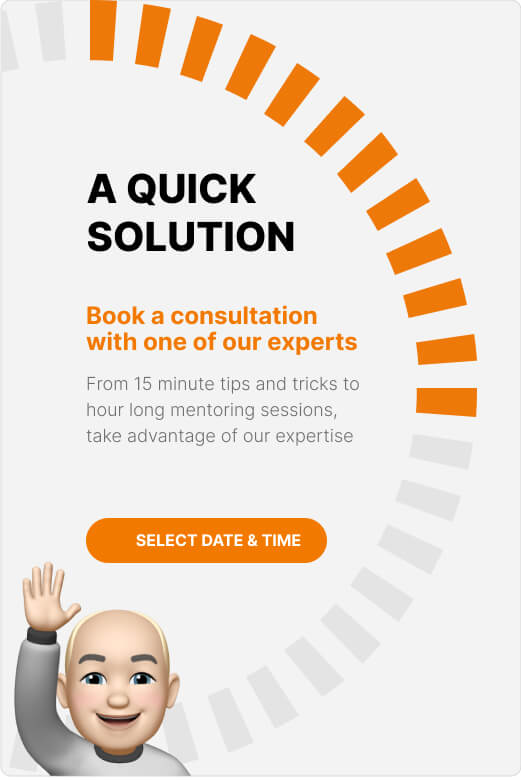 A QUICK
SOLUTION
Book a consultation
with one of our experts
From 15 minute tips and tricks to
hour long mentoring sessions,
take advantage of our expertise
SELECT DATE & TIME